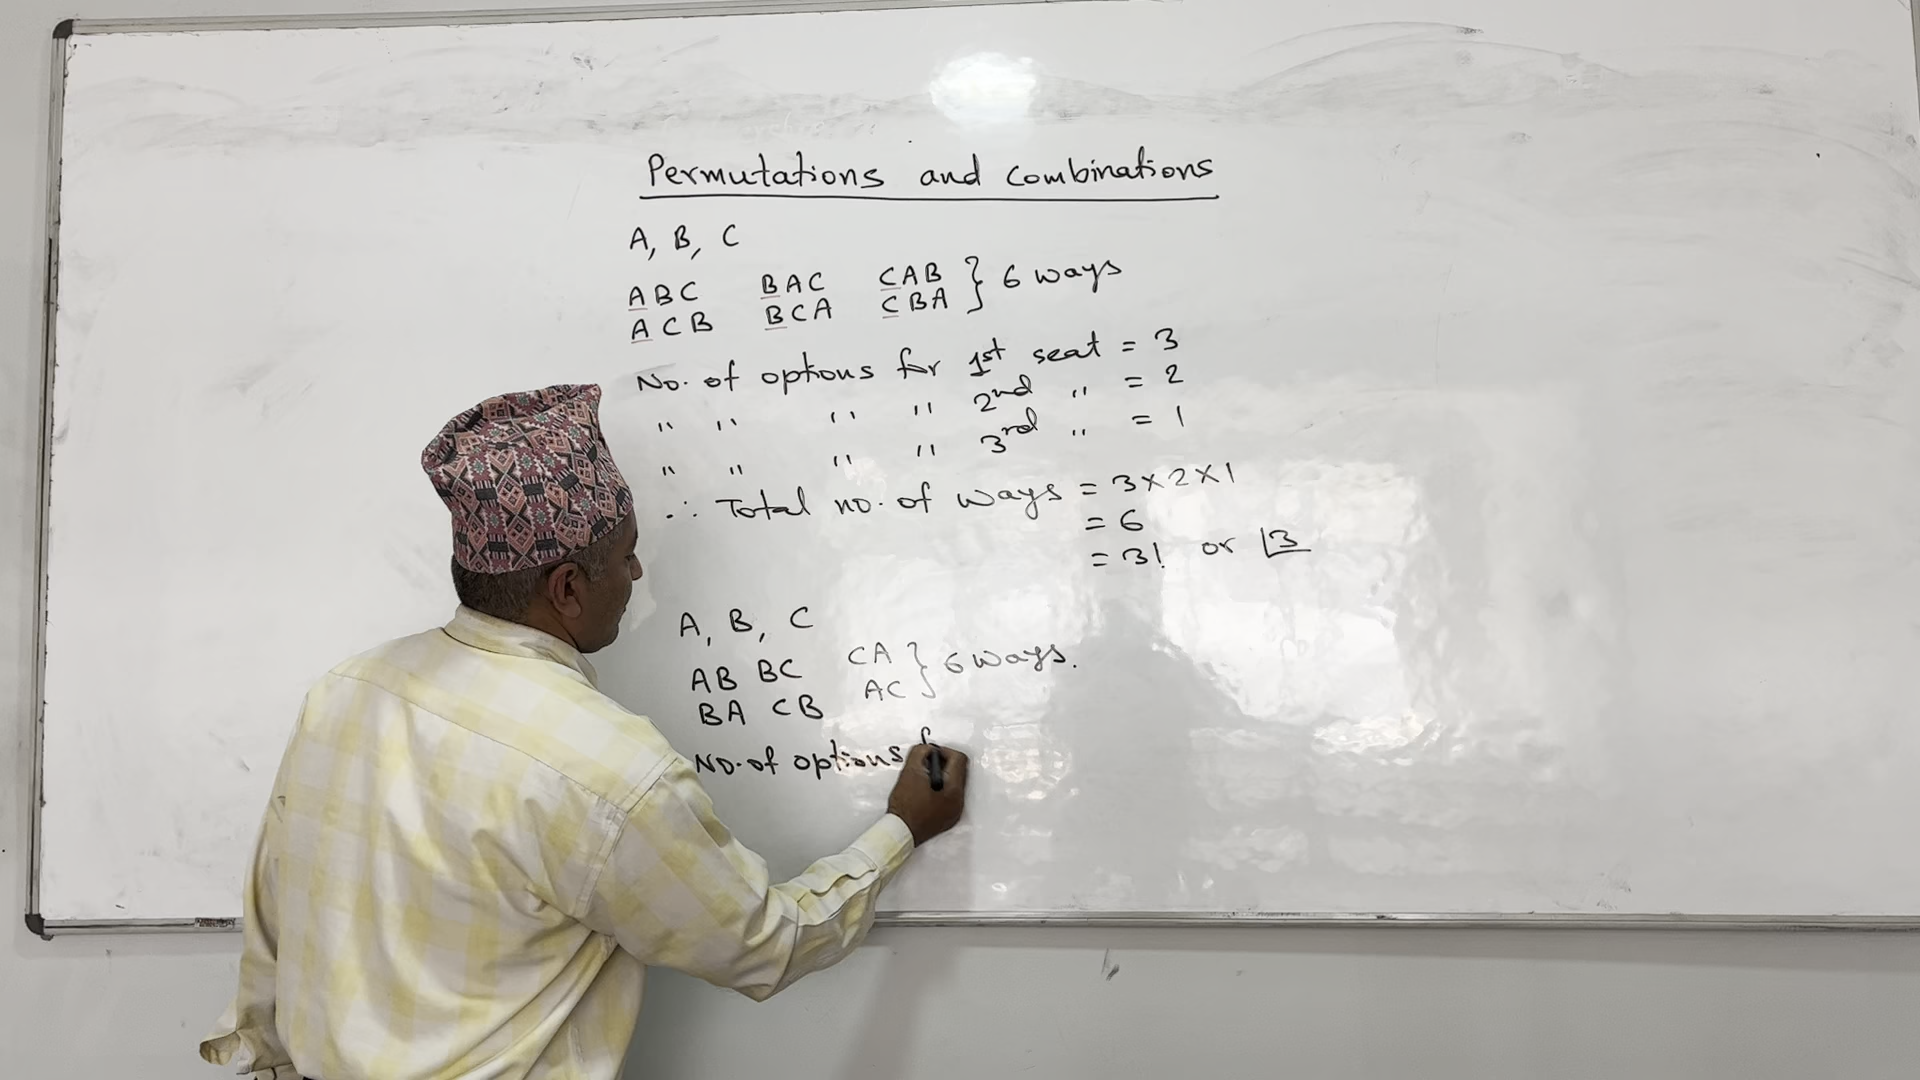 Permutations and combinations
A, B, C
ABC BAC CAB } 6 ways
ACB BCA CBA
No. of options for 1st seat = 3
" " " " 2nd " = 2
" " " " 3rd " = 1
∴ Total no. of ways = 3×2×1
= 6
= 3! or |3
A, B, C
AB BC CA } 6 ways.
BA CB AC
No. of options